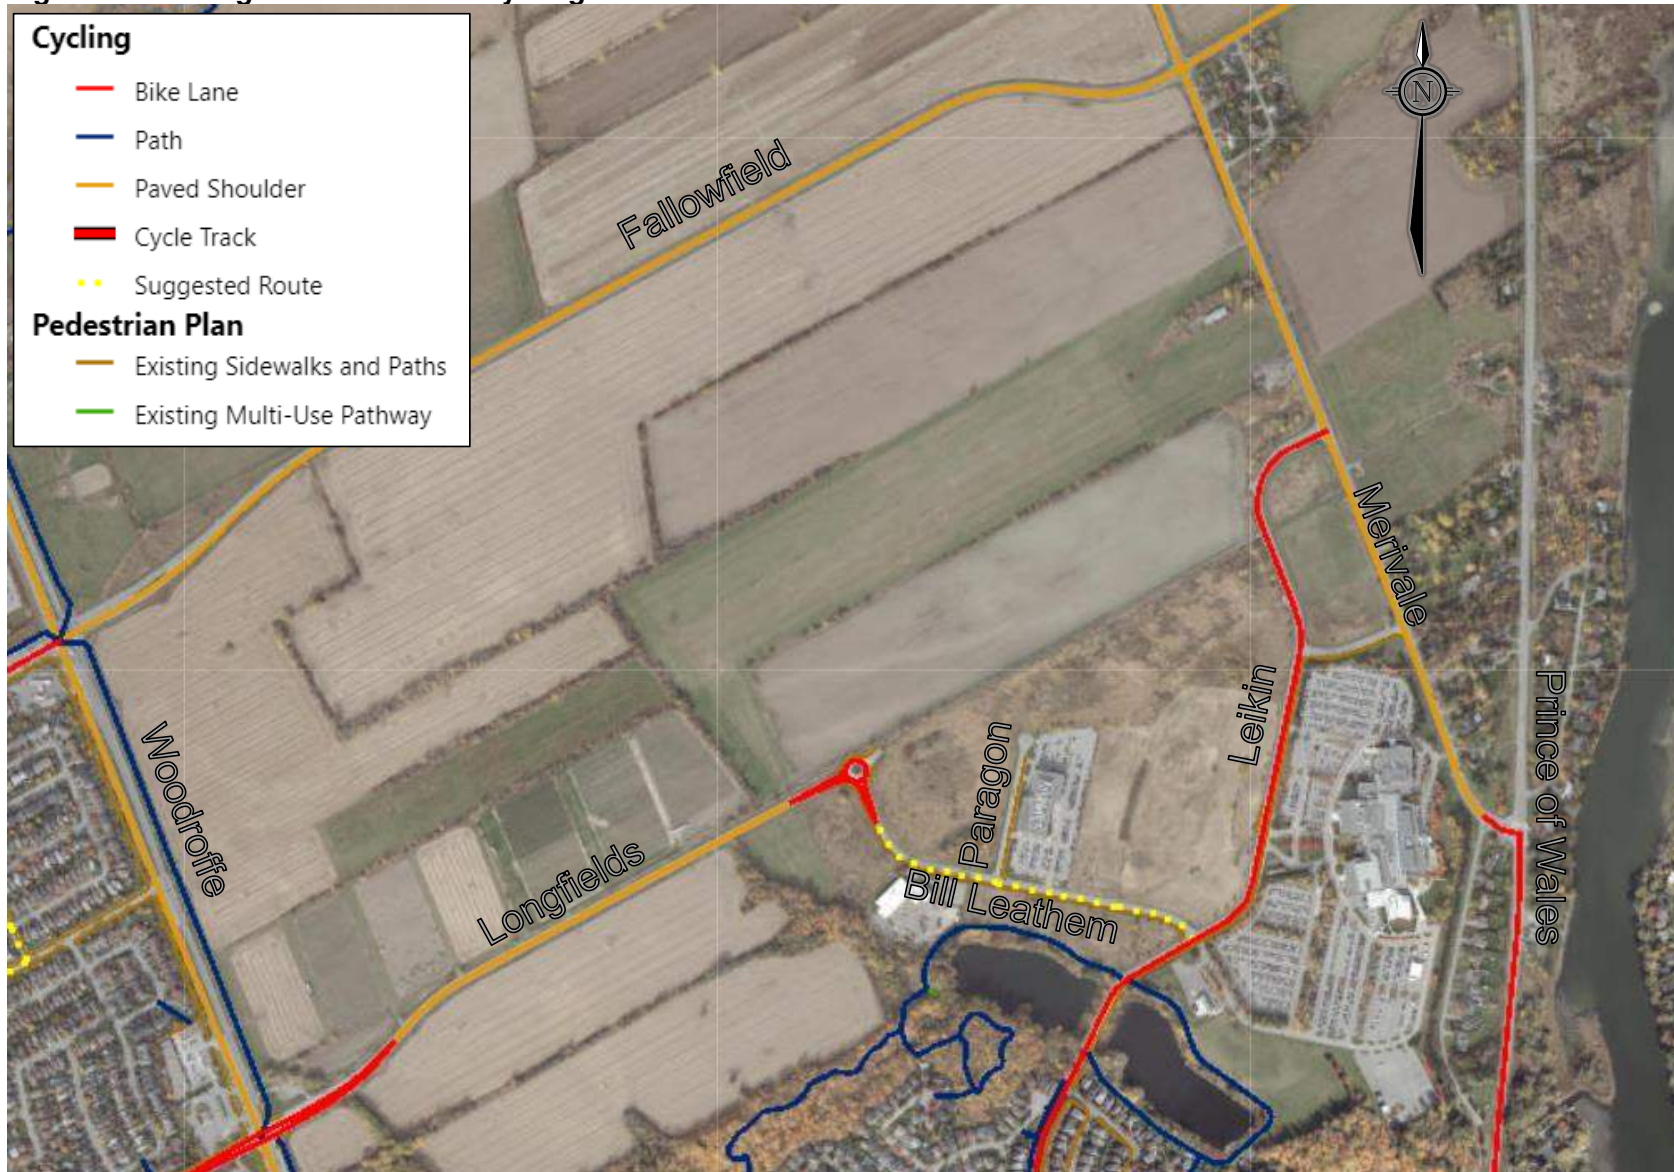 Cycling
Bike Lane
Path
Paved Shoulder
Cycle Track
Suggested Route
Pedestrian Plan
Existing Sidewalks and Paths
Existing Multi-Use Pathway
N
Fallowfield
Merivale
Woodroffe
Leikin
Prince of Wales
Paragon
Longfields
Bill Leathem